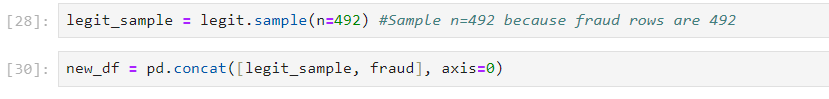 [28]: legit_sample = legit.sample(n=492) #Sample n=492 because fraud rows are 492
[30]: new_df = pd.concat([legit_sample, fraud], axis=0)